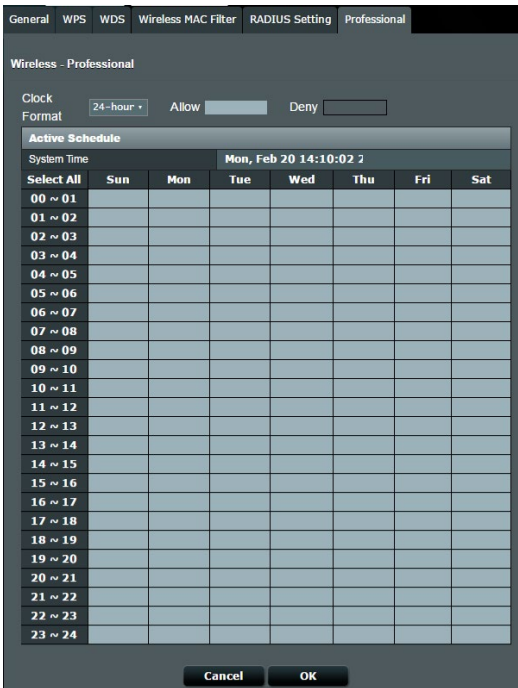 General WPS WDS Wireless MAC Filter RADIUS Setting Professional
Wireless - Professional
Clock Format 24-hour Allow Deny
Active Schedule
System Time Mon, Feb 20 14:10:02 2
Select All Sun Mon Tue Wed Thu Fri Sat
00 ~ 01
01 ~ 02
02 ~ 03
03 ~ 04
04 ~ 05
05 ~ 06
06 ~ 07
07 ~ 08
08 ~ 09
09 ~ 10
10 ~ 11
11 ~ 12
12 ~ 13
13 ~ 14
14 ~ 15
15 ~ 16
16 ~ 17
17 ~ 18
18 ~ 19
19 ~ 20
20 ~ 21
21 ~ 22
22 ~ 23
23 ~ 24
Cancel OK